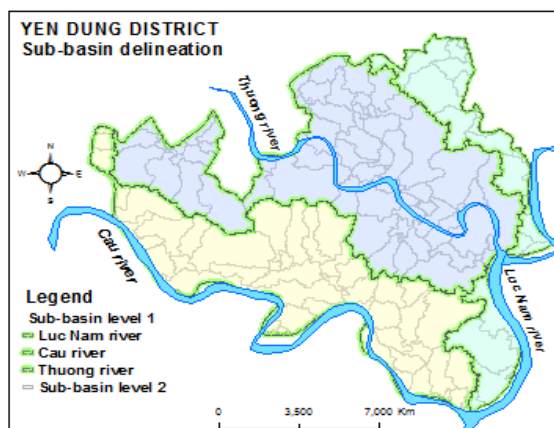 YEN DUNG DISTRICT
Sub-basin delineation
Thuong river
N
W E
S
Cau river
Luc Nam river
Legend
Sub-basin level 1
Luc Nam river
Cau river
Thuong river
Sub-basin level 2
0 3,500 7,000 Km